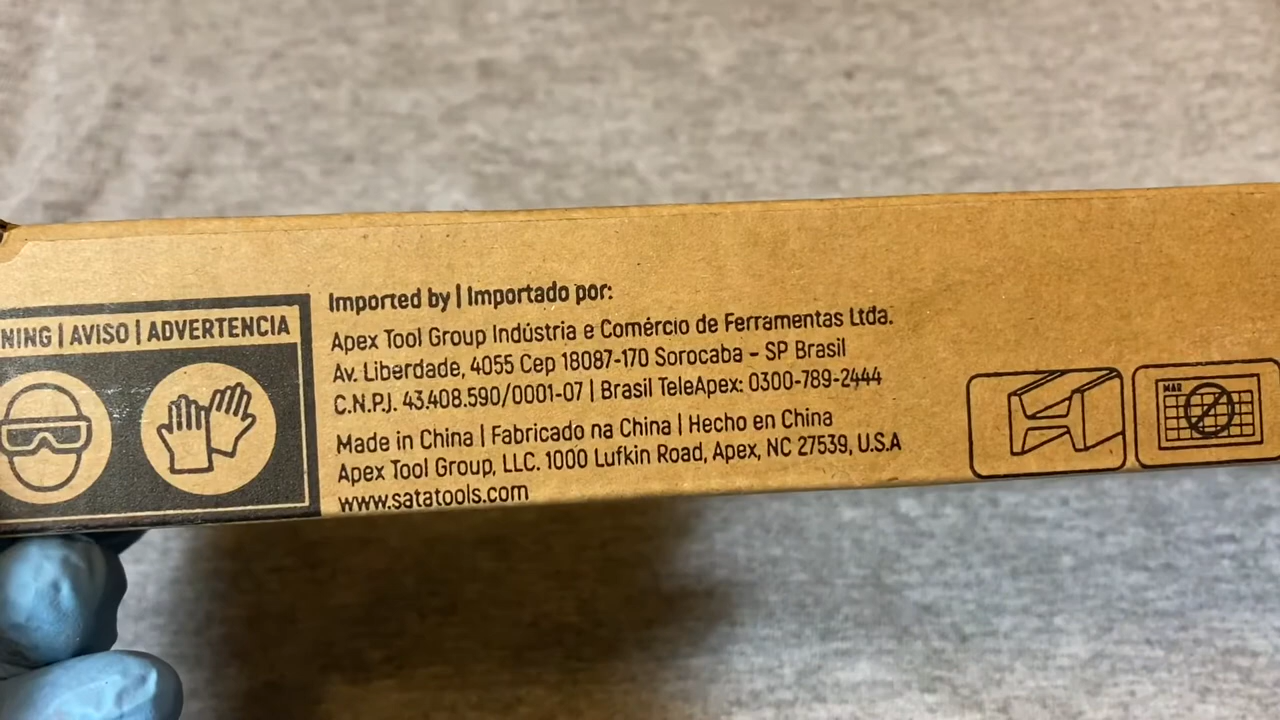 NING | AVISO | ADVERTENCIA
Imported by | Importado por:
Apex Tool Group Indústria e Comércio de Ferramentas Ltda.
Av. Liberdade, 4055 Cep 18087-170 Sorocaba - SP Brasil
C.N.P.J. 43.408.590/0001-07 | Brasil TeleApex: 0300-789-2444
Made in China | Fabricado na China | Hecho en China
Apex Tool Group, LLC. 1000 Lufkin Road, Apex, NC 27539, U.S.A
www.satatools.com
MAR